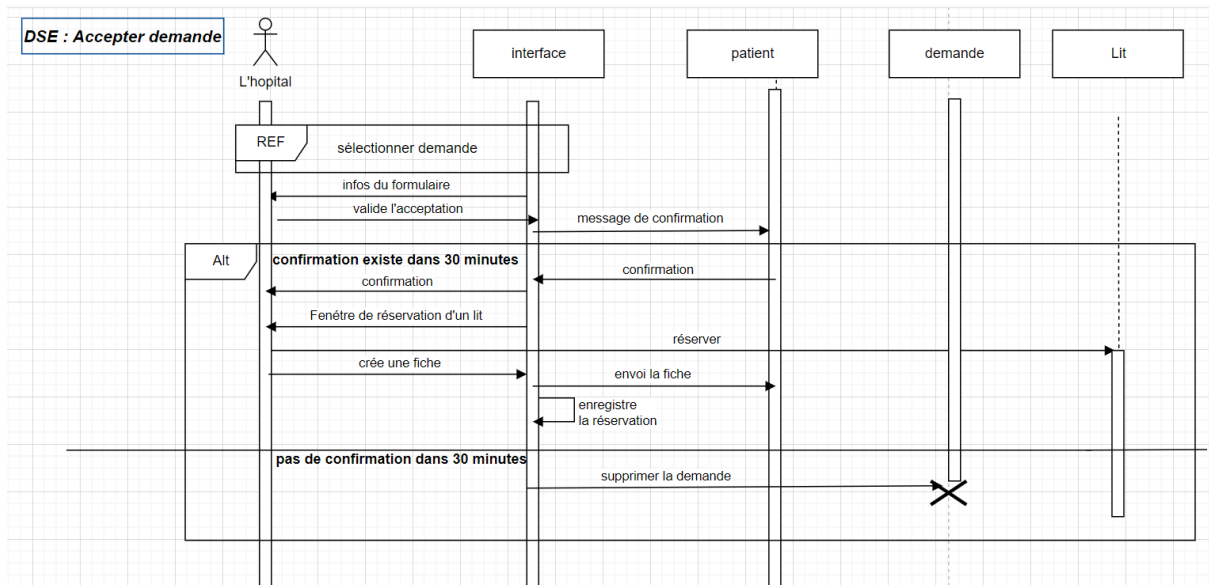 DSE : Accepter demande
L'hopital
interface
patient
demande
Lit
REF
sélectionner demande
infos du formulaire
valide l'acceptation
message de confirmation
Alt
confirmation existe dans 30 minutes
confirmation
confirmation
Fenétre de réservation d'un lit
réserver
crée une fiche
envoi la fiche
enregistre
la réservation
pas de confirmation dans 30 minutes
supprimer la demande